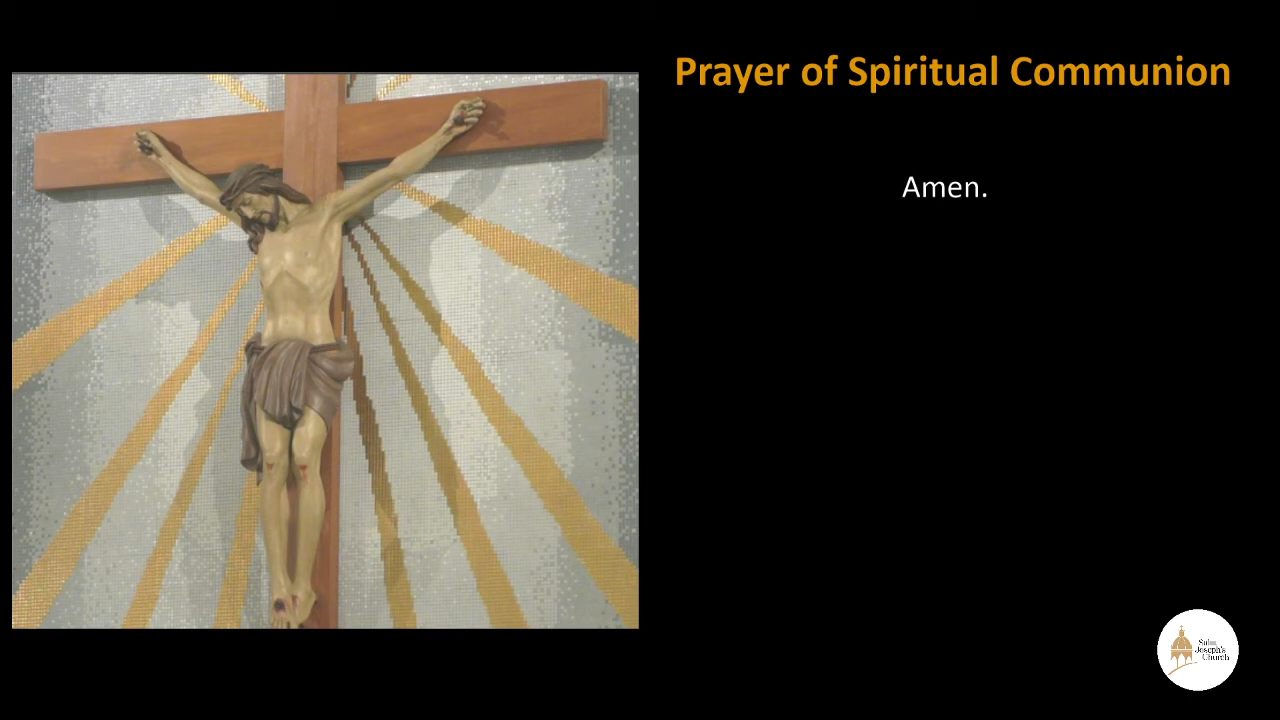 Prayer of Spiritual Communion
Amen.
Saint
Joseph's
Church